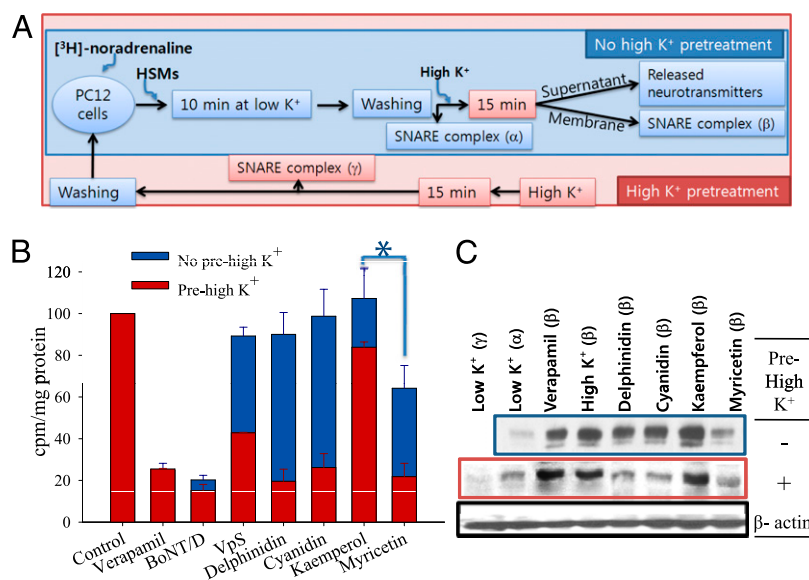 A
[³H]-noradrenaline
No high K⁺ pretreatment
HSMs
High K⁺
PC12
cells
10 min at low K⁺
Washing
15 min
Supernatant
Membrane
Released
neurotransmitters
SNARE complex (α)
SNARE complex (β)
SNARE complex (γ)
Washing
15 min
High K⁺
High K⁺ pretreatment
B
No pre-high K⁺
Pre-high K⁺
*
cpm/mg protein
120
100
80
60
40
20
0
Control
Verapamil
BoNT/D
VpS
Delphinidin
Cyanidin
Kaemperol
Myricetin
C
Low K⁺ (γ)
Low K⁺ (α)
Verapamil (β)
High K⁺ (β)
Delphinidin (β)
Cyanidin (β)
Kaempferol (β)
Myricetin (β)
Pre-
High
K⁺
-
+
β- actin